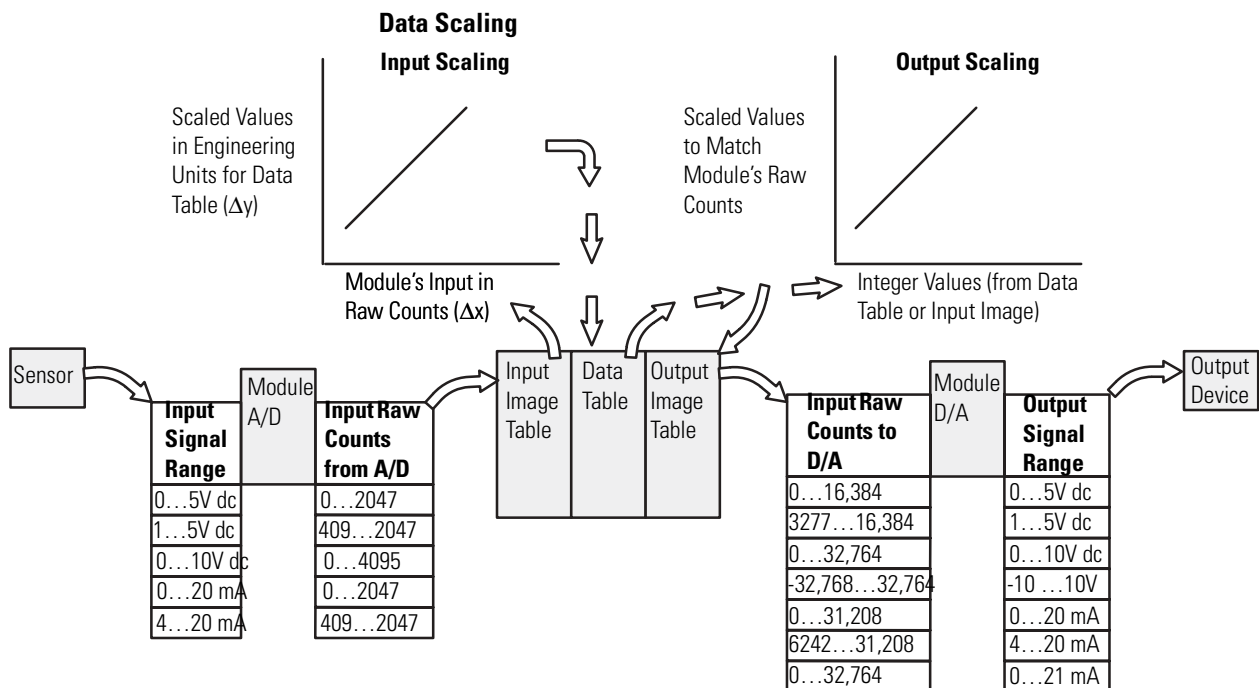 Data Scaling
Input Scaling
Output Scaling
Scaled Values
in Engineering
Units for Data
Table (Δy)
Scaled Values
to Match
Module's Raw
Counts
Module's Input in
Raw Counts (Δx)
Integer Values (from Data
Table or Input Image)
Sensor
Input
Signal
Range
0…5V dc
1…5V dc
0…10V dc
0…20 mA
4…20 mA
Module
A/D
Input Raw
Counts
from A/D
0…2047
409…2047
0…4095
0…2047
409…2047
Input
Image
Table
Data
Table
Output
Image
Table
Input Raw
Counts to
D/A
0…16,384
3277…16,384
0…32,764
-32,768…32,764
0…31,208
6242…31,208
0…32,764
Module
D/A
Output
Signal
Range
0…5V dc
1…5V dc
0…10V dc
-10 …10V
0…20 mA
4…20 mA
0…21 mA
Output
Device